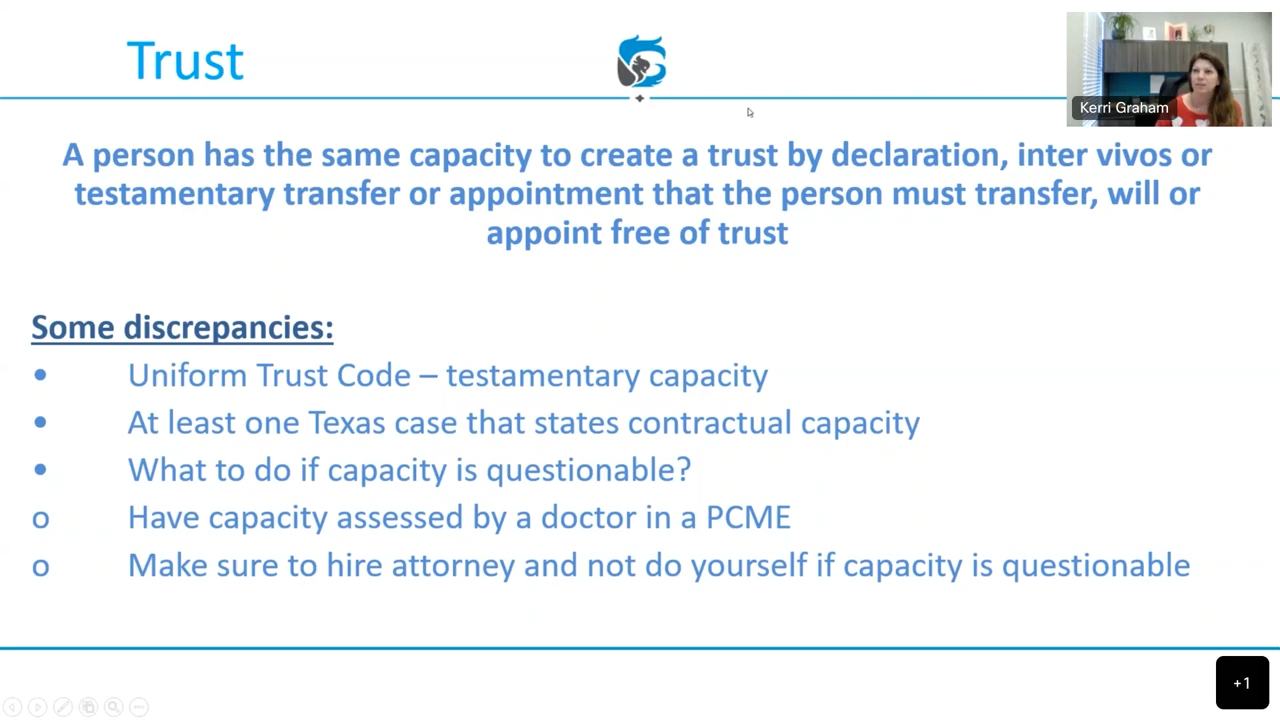 Trust
Kerri Graham
A person has the same capacity to create a trust by declaration, inter vivos or
testamentary transfer or appointment that the person must transfer, will or
appoint free of trust
Some discrepancies:
• Uniform Trust Code – testamentary capacity
• At least one Texas case that states contractual capacity
• What to do if capacity is questionable?
o Have capacity assessed by a doctor in a PCME
o Make sure to hire attorney and not do yourself if capacity is questionable
+1